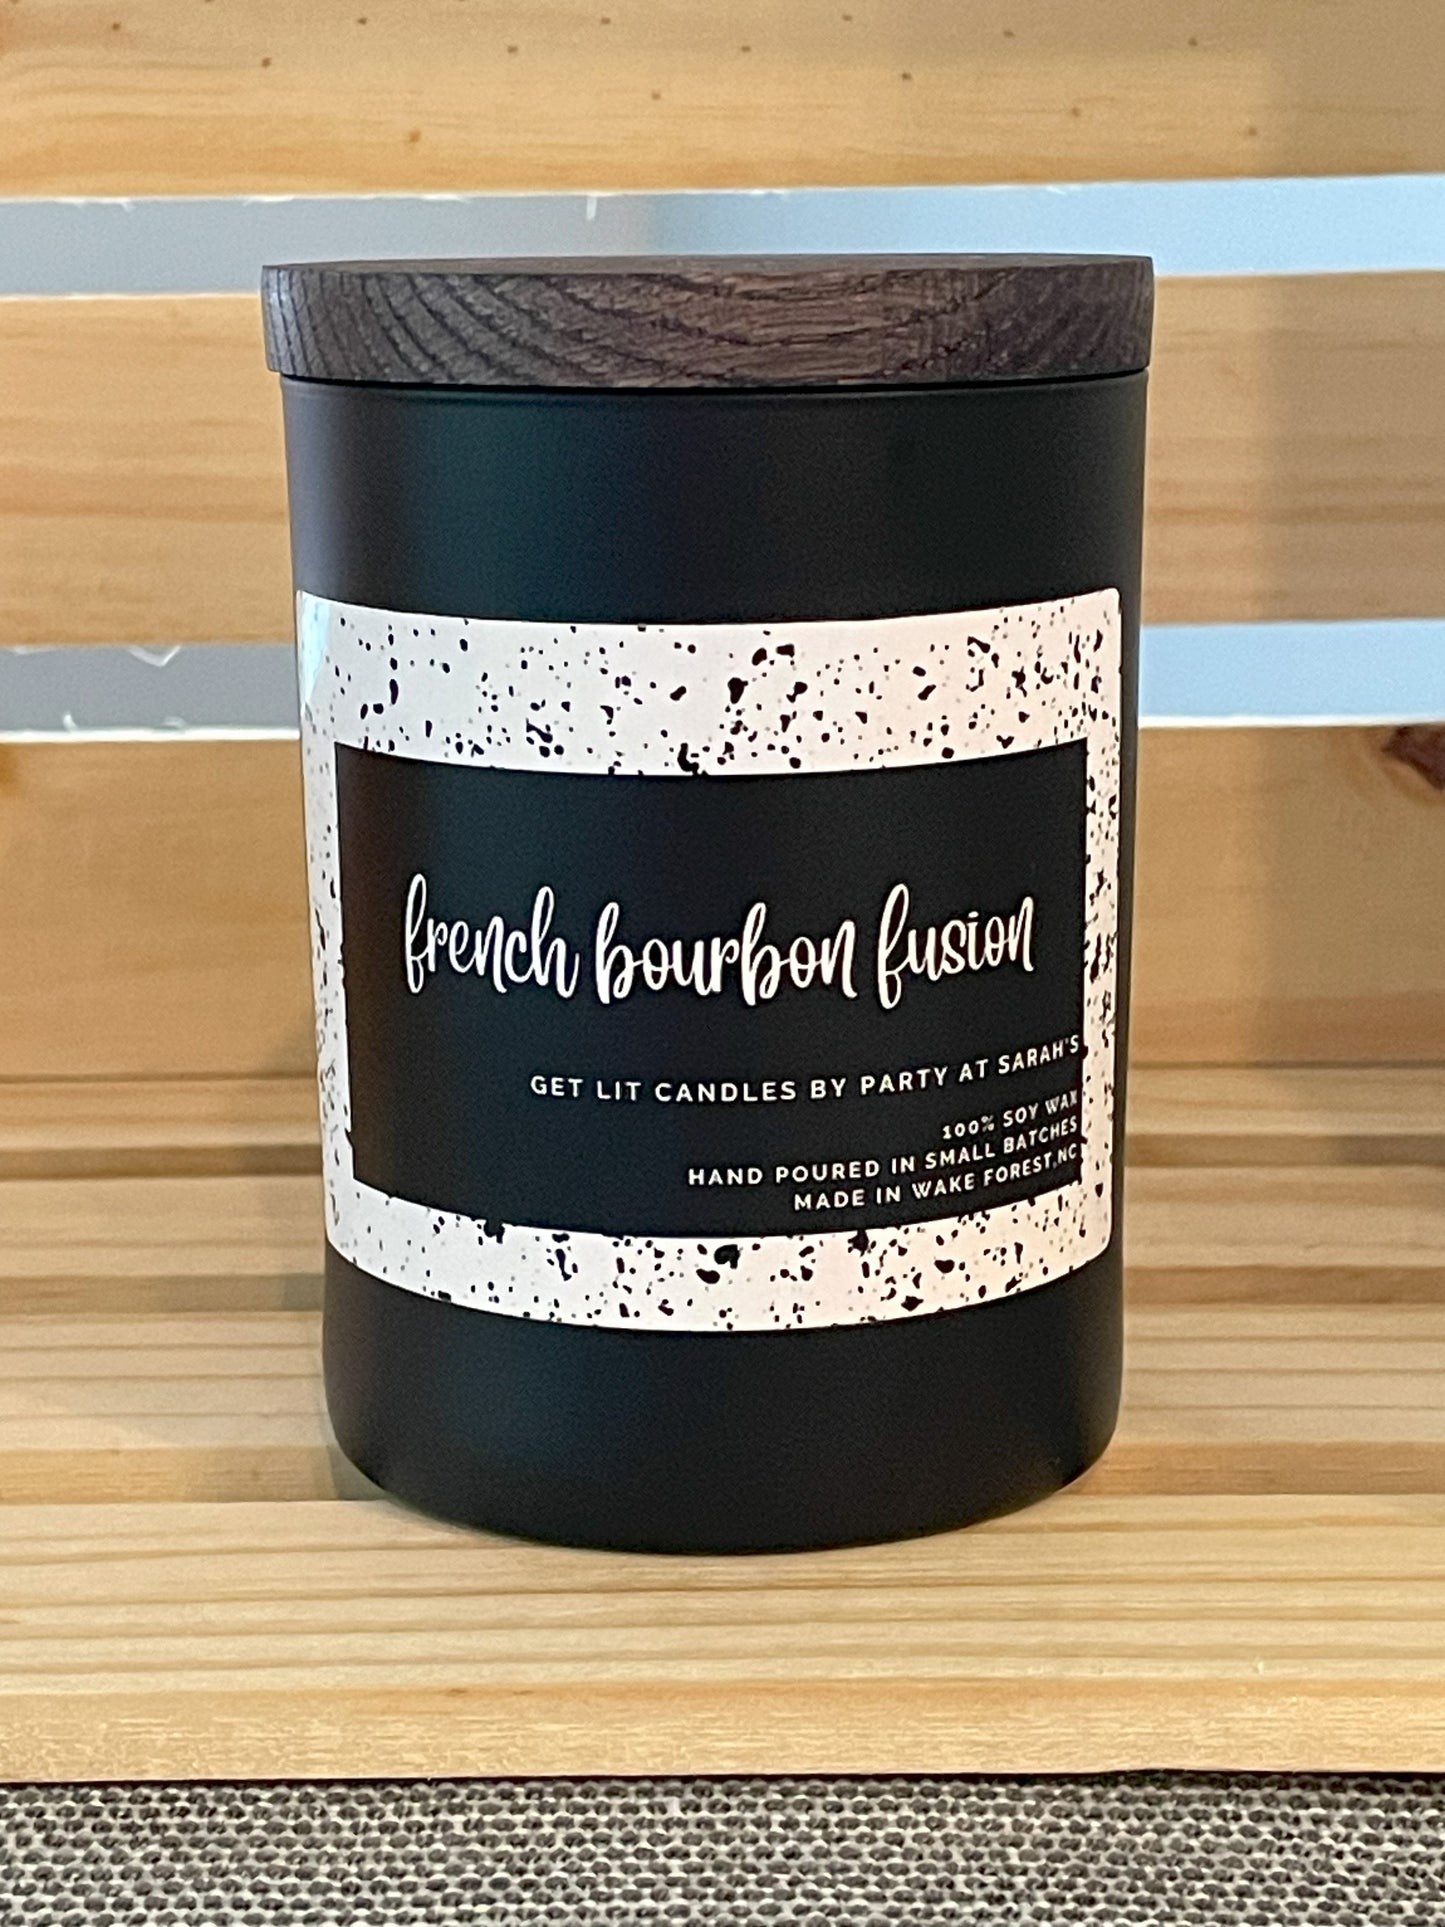 french bourbon fusion
GET LIT CANDLES BY PARTY AT SARAH'S
100% SOY WAX
HAND POURED IN SMALL BATCHES
MADE IN WAKE FOREST,NC